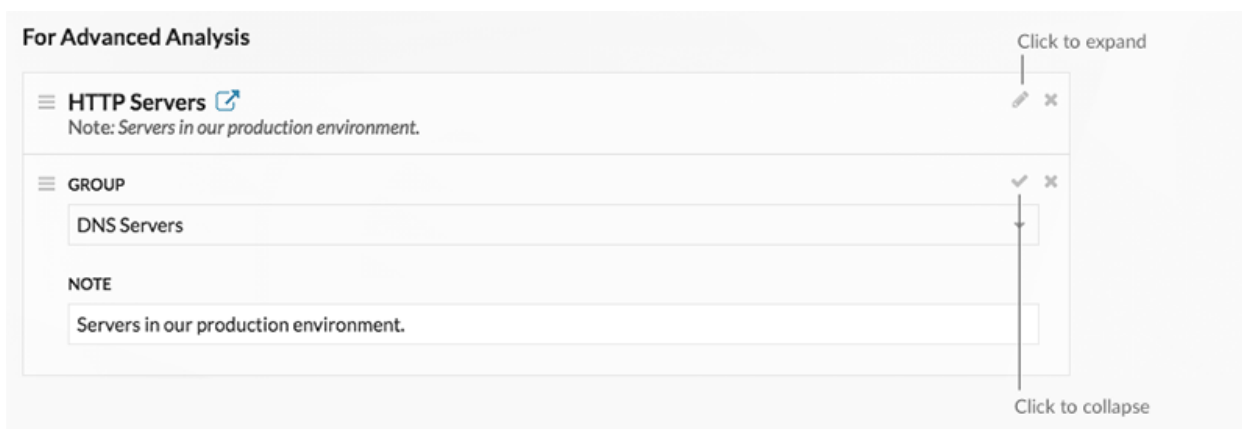 For Advanced Analysis
Click to expand
HTTP Servers
Note: Servers in our production environment.
GROUP
DNS Servers
NOTE
Servers in our production environment.
Click to collapse